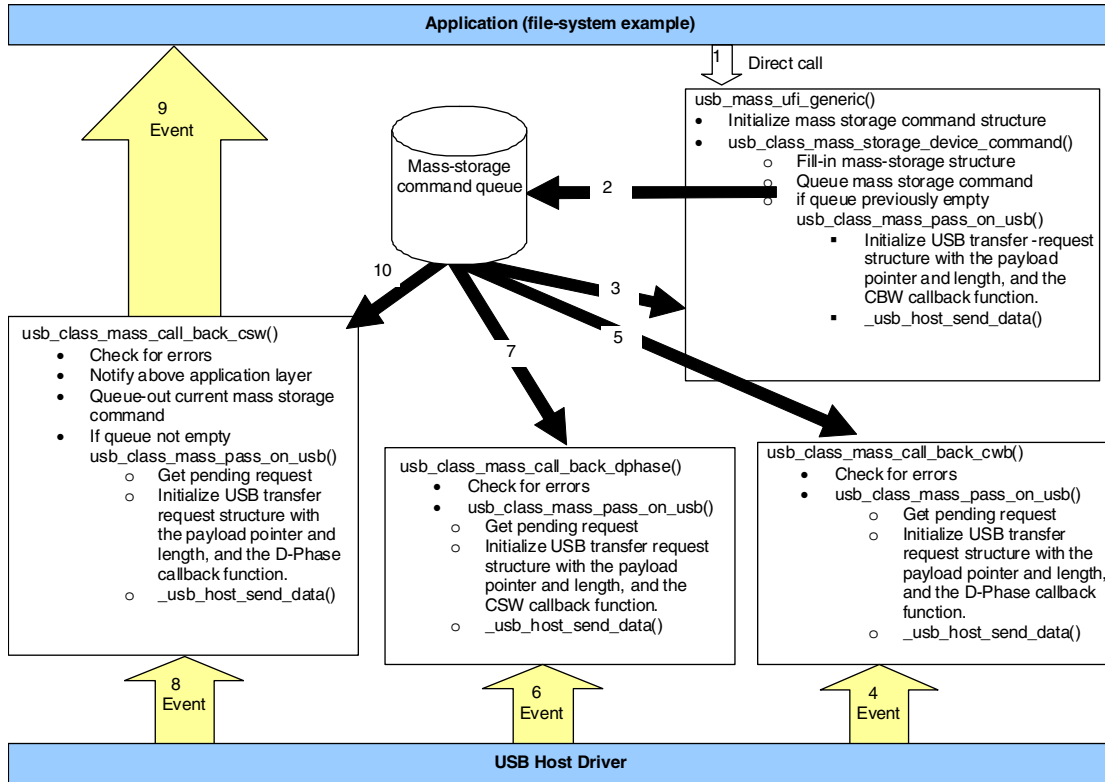 Application (file-system example)
1
Direct call
usb_mass_ufi_generic()
• Initialize mass storage command structure
• usb_class_mass_storage_device_command()
o Fill-in mass-storage structure
o Queue mass storage command
o if queue previously empty
usb_class_mass_pass_on_usb()
▪ Initialize USB transfer -request
structure with the payload
pointer and length, and the
CBW callback function.
▪ _usb_host_send_data()
9
Event
Mass-storage
command queue
2
10
3
5
7
usb_class_mass_call_back_csw()
• Check for errors
• Notify above application layer
• Queue-out current mass storage
command
• If queue not empty
usb_class_mass_pass_on_usb()
o Get pending request
o Initialize USB transfer
request structure with
the payload pointer and
length, and the D-Phase
callback function.
o _usb_host_send_data()
usb_class_mass_call_back_dphase()
• Check for errors
• usb_class_mass_pass_on_usb()
o Get pending request
o Initialize USB transfer request
structure with the payload
pointer and length, and the
CSW callback function.
o _usb_host_send_data()
usb_class_mass_call_back_cwb()
• Check for errors
• usb_class_mass_pass_on_usb()
o Get pending request
o Initialize USB transfer
request structure with the
payload pointer and length,
and the D-Phase callback
function.
o _usb_host_send_data()
8
Event
6
Event
4
Event
USB Host Driver